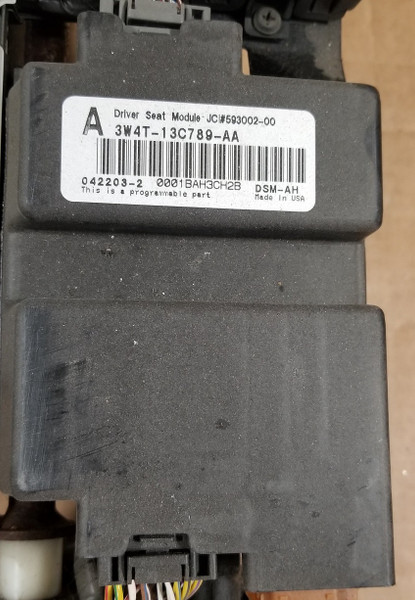 A
Driver Seat Module JCI#593002-00
3W4T-13C789-AA
042203-2 0001BAH3CH2B DSM-AH
This is a programmable part Made in USA